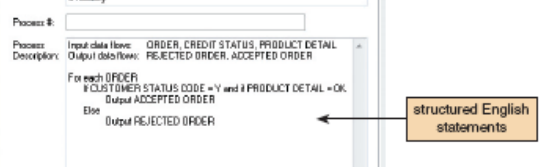 Process #:
Process Description:
Input data flows: ORDER, CREDIT STATUS, PRODUCT DETAIL
Output data flows: REJECTED ORDER, ACCEPTED ORDER
For each ORDER
If CUSTOMER STATUS CODE = Y and if PRODUCT DETAIL = OK
Output ACCEPTED ORDER
Else
Output REJECTED ORDER
structured English
statements